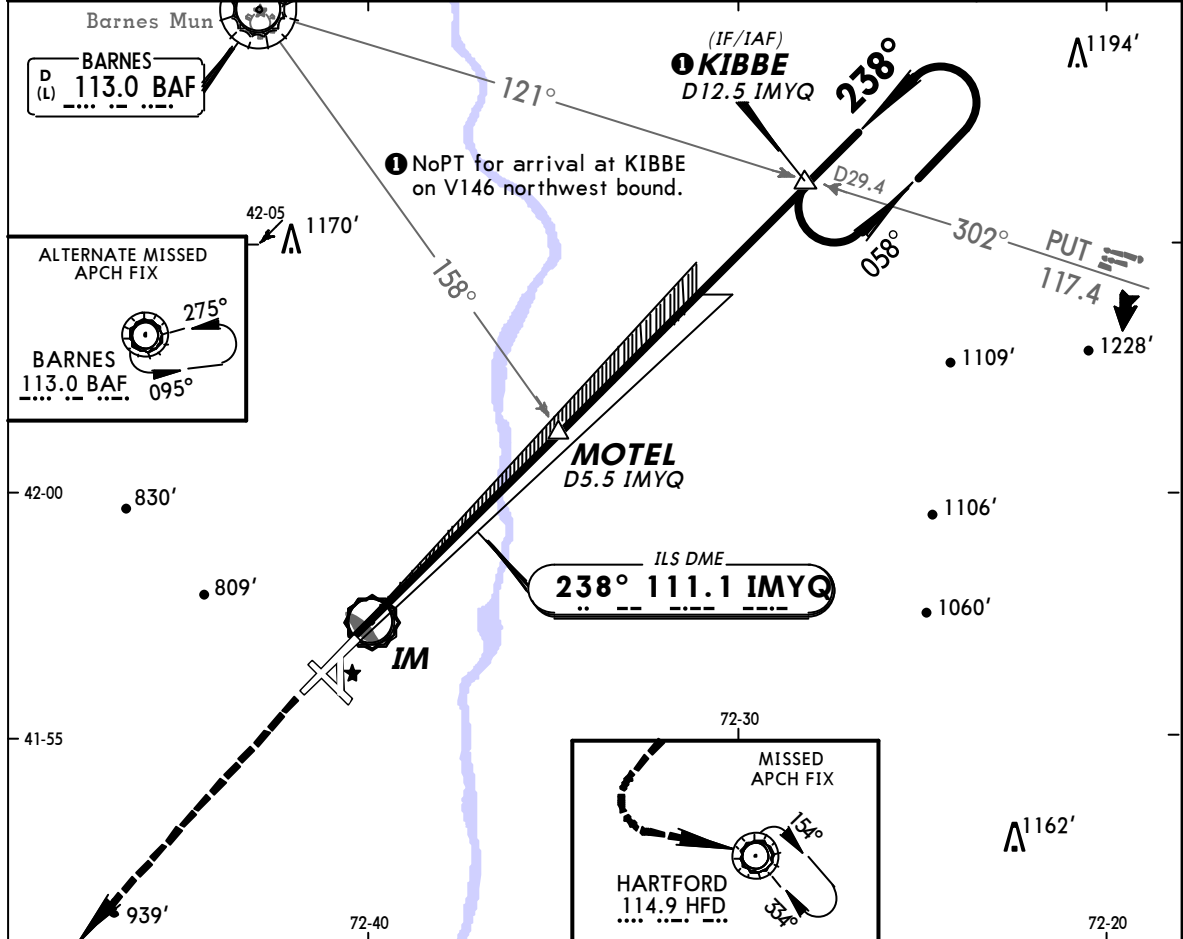 Barnes Mun
BARNES
D
(L)
113.0 BAF
(IF/IAF)
1 KIBBE
D12.5 IMYQ
238°
1194'
121°
1 NoPT for arrival at KIBBE
on V146 northwest bound.
D29.4
302°
PUT
117.4
058°
42-05
1170'
158°
ALTERNATE MISSED
APCH FIX
275°
BARNES
113.0 BAF
095°
1109'
1228'
MOTEL
D5.5 IMYQ
42-00
830'
1106'
ILS DME
238° 111.1 IMYQ
809'
1060'
IM
41-55
72-30
MISSED
APCH FIX
154°
HARTFORD
114.9 HFD
334°
1162'
939'
72-40
72-20